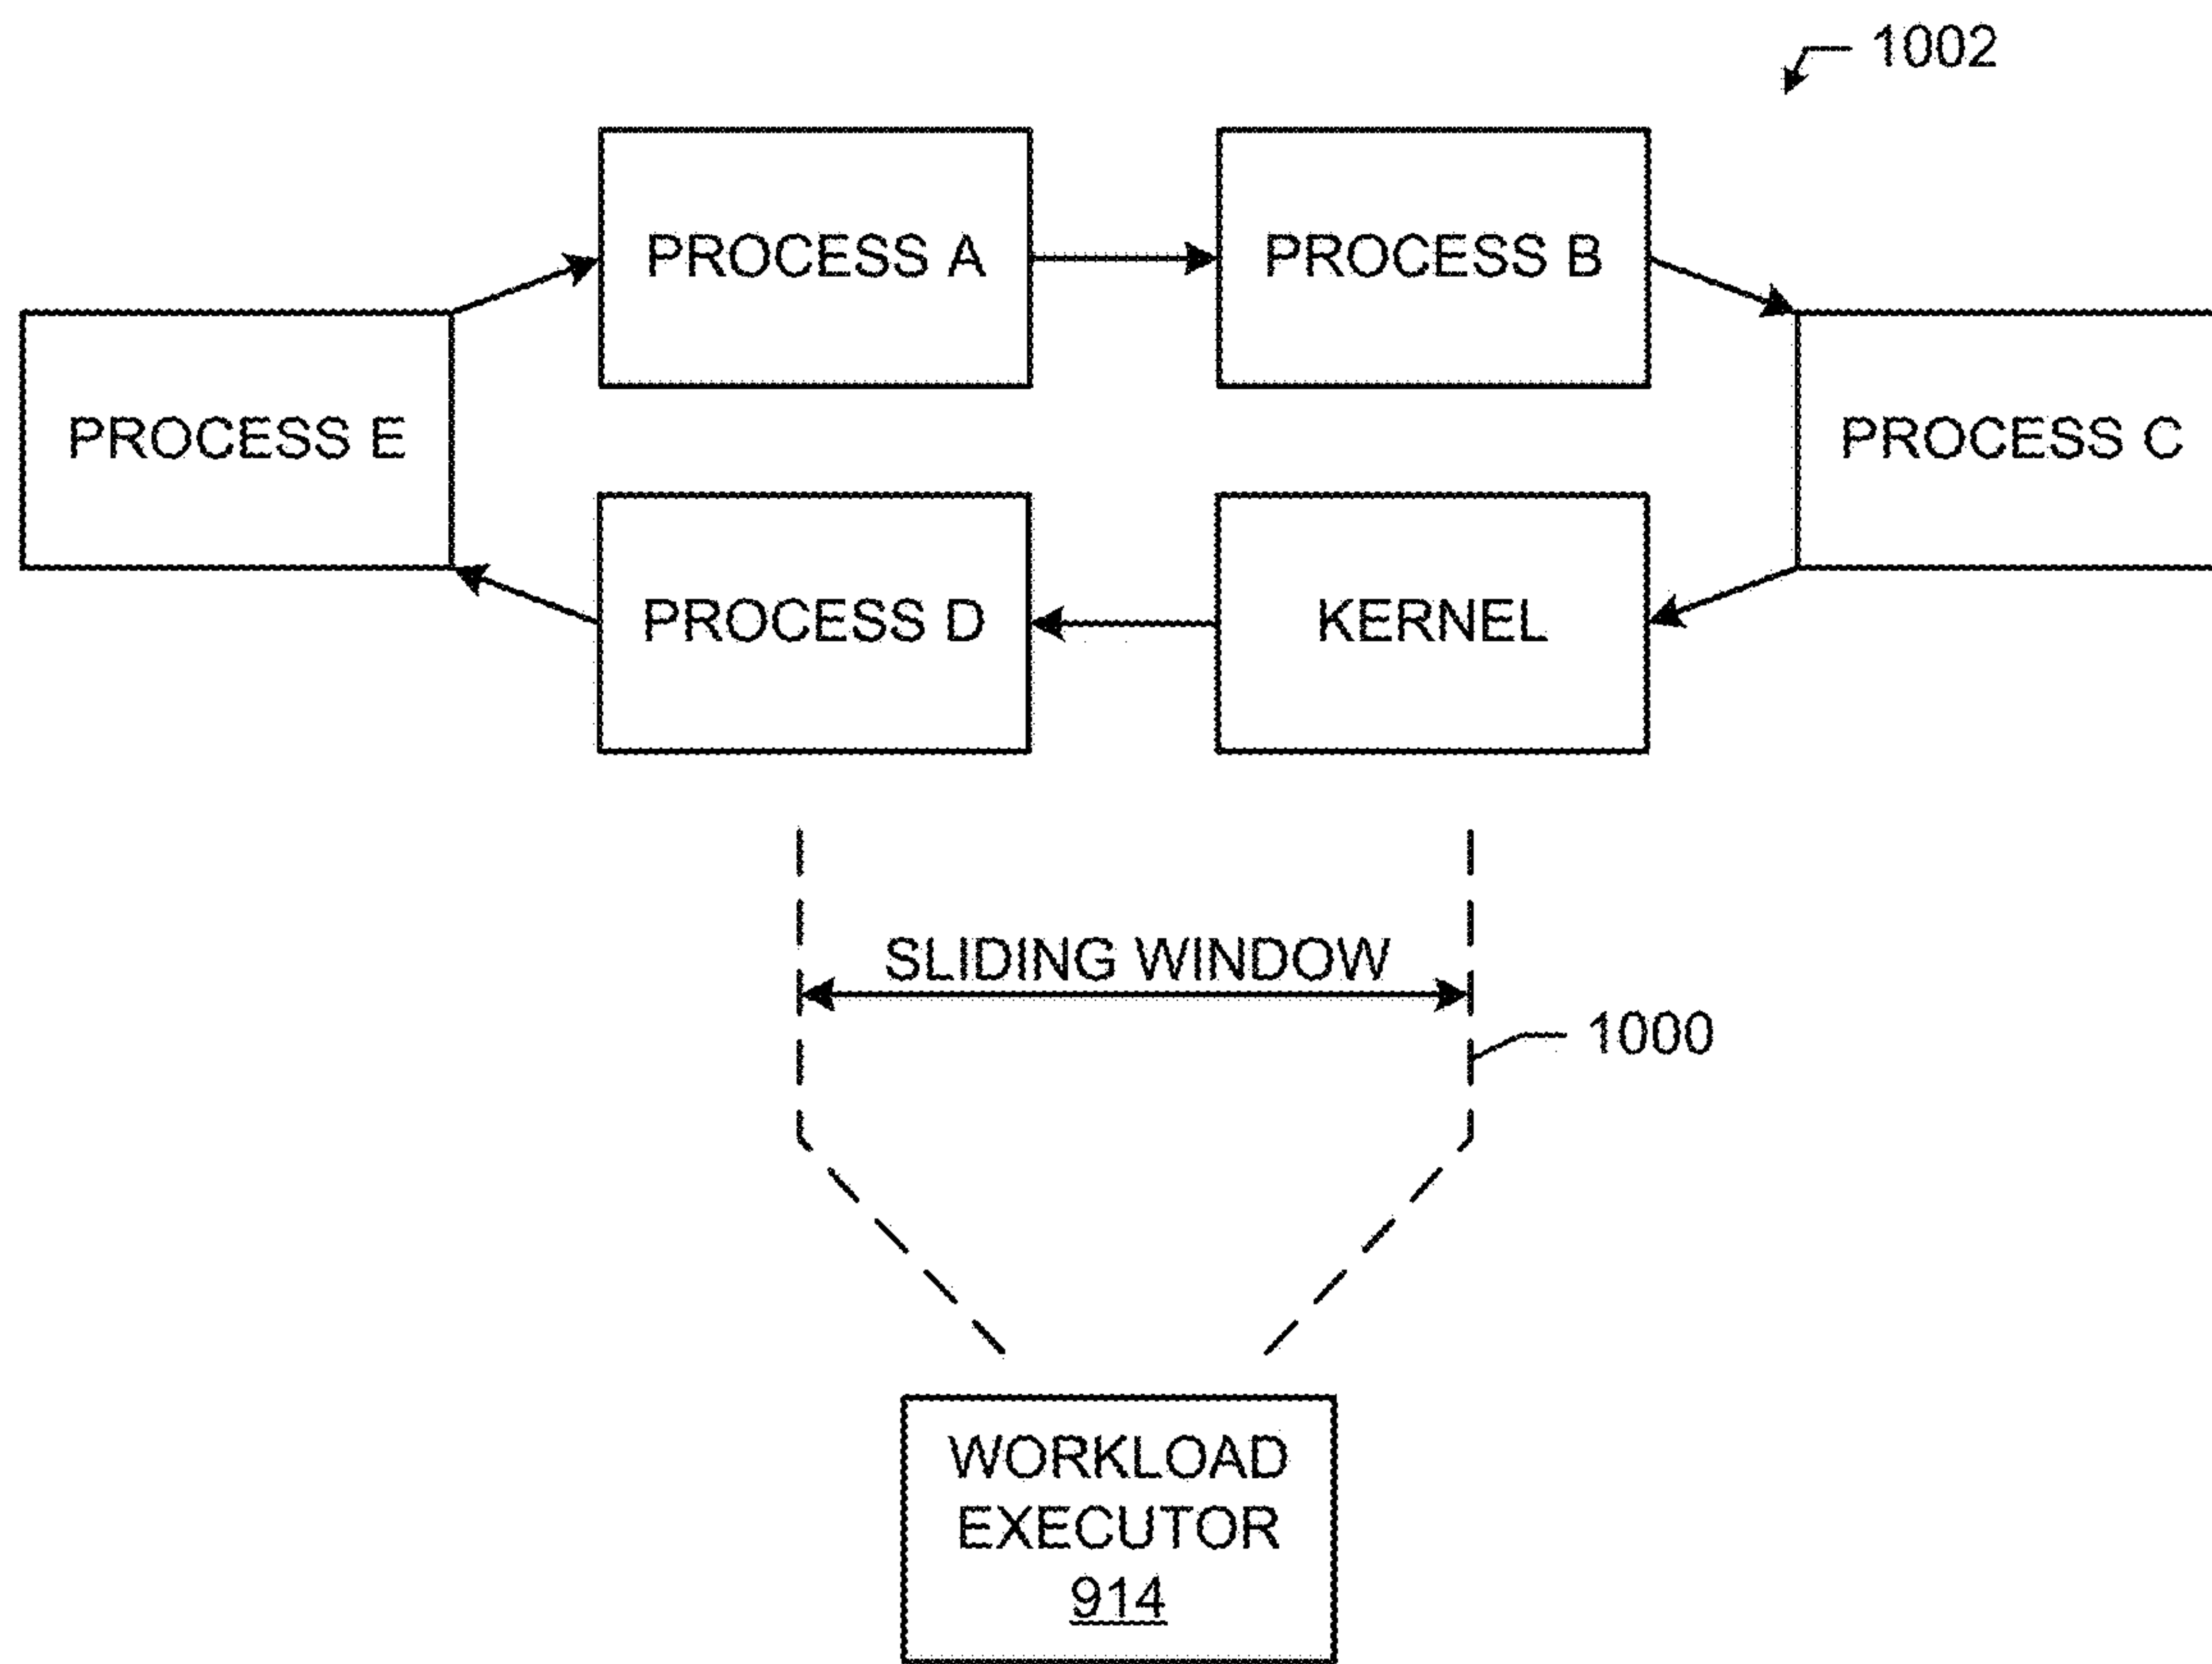 1002
PROCESS A
PROCESS B
PROCESS E
PROCESS C
PROCESS D
KERNEL
SLIDING WINDOW
1000
WORKLOAD
EXECUTOR
914